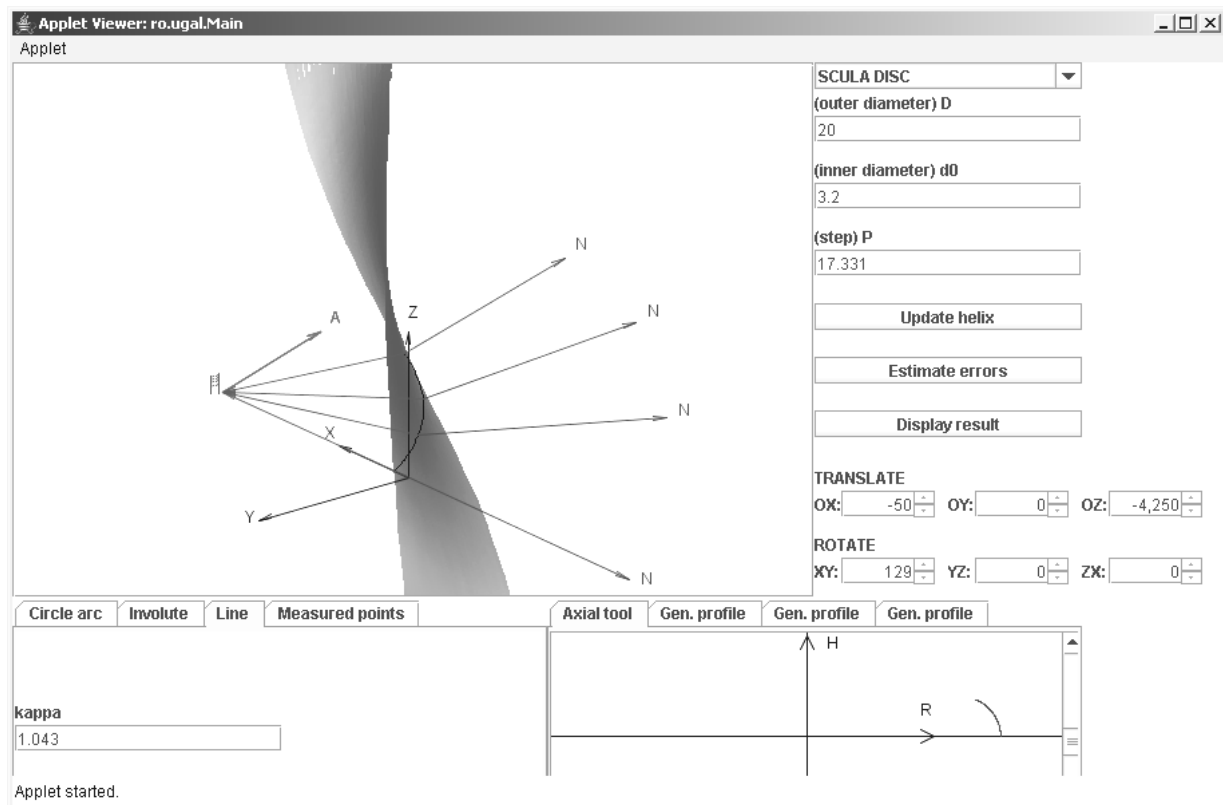 Applet Viewer: ro.ugal.Main
Applet
SCULA DISC
(outer diameter) D
20
(inner diameter) d0
3.2
(step) P
17.331
Update helix
Estimate errors
Display result
TRANSLATE
OX: -50 OY: 0 OZ: -4,250
ROTATE
XY: 129 YZ: 0 ZX: 0
N
N
Z
A
N
X
Y
N
Circle arc Involute Line Measured points
kappa
1.043
Axial tool Gen. profile Gen. profile Gen. profile
H
R
Applet started.